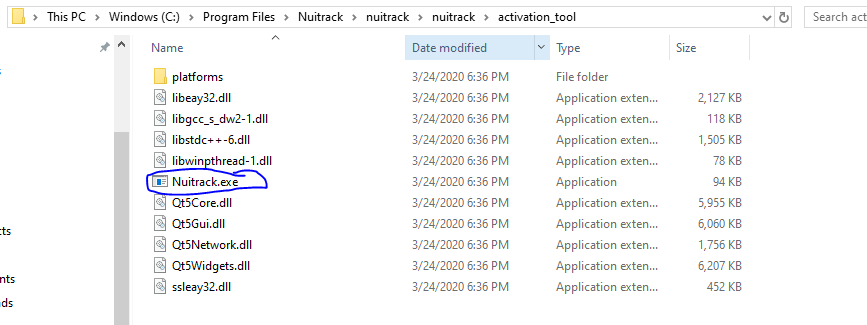 This PC > Windows (C:) > Program Files > Nuitrack > nuitrack > nuitrack > activation_tool
Search act
Name Date modified Type Size
platforms 3/24/2020 6:36 PM File folder
libeay32.dll 3/24/2020 6:36 PM Application exten... 2,127 KB
libgcc_s_dw2-1.dll 3/24/2020 6:36 PM Application exten... 118 KB
libstdc++-6.dll 3/24/2020 6:36 PM Application exten... 1,505 KB
libwinpthread-1.dll 3/24/2020 6:36 PM Application exten... 78 KB
Nuitrack.exe 3/24/2020 6:36 PM Application 94 KB
Qt5Core.dll 3/24/2020 6:36 PM Application exten... 5,955 KB
Qt5Gui.dll 3/24/2020 6:36 PM Application exten... 6,060 KB
Qt5Network.dll 3/24/2020 6:36 PM Application exten... 1,756 KB
Qt5Widgets.dll 3/24/2020 6:36 PM Application exten... 6,207 KB
ssleay32.dll 3/24/2020 6:36 PM Application exten... 452 KB
cts
nts
ads